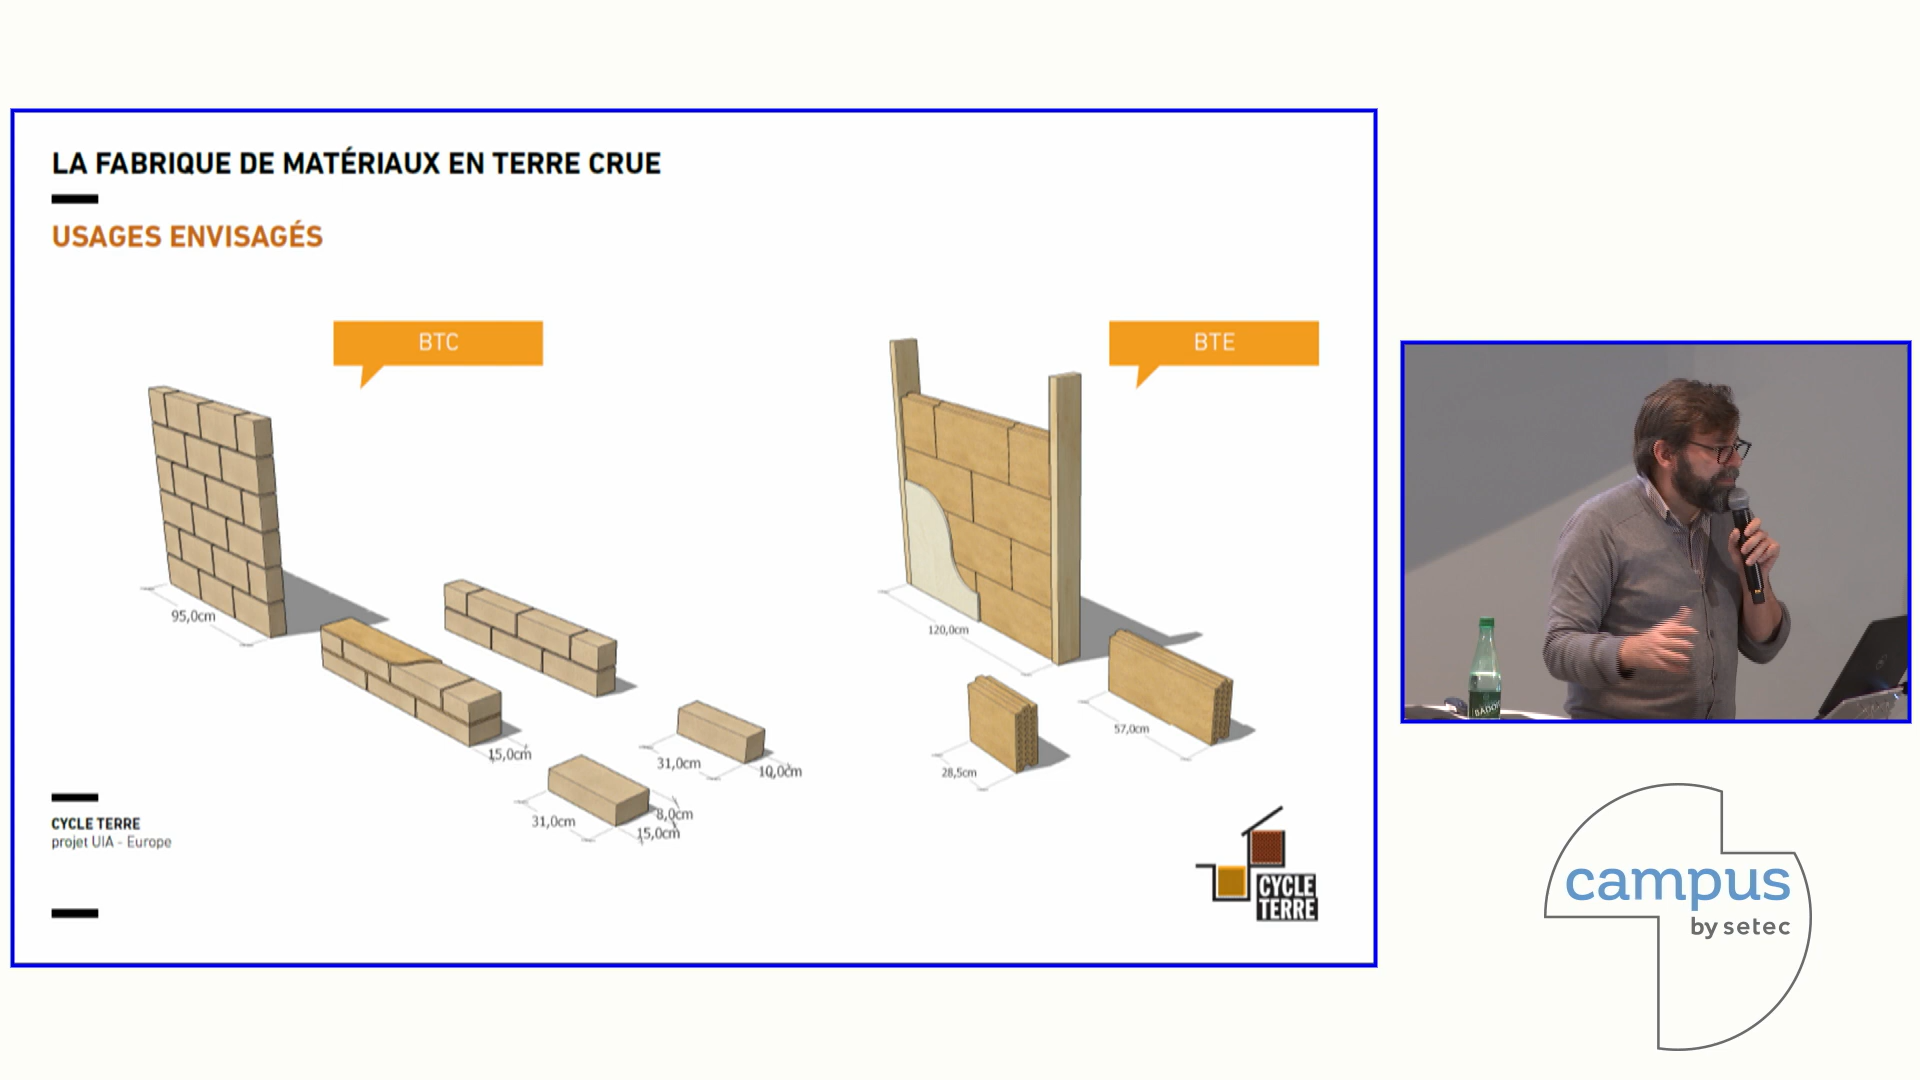 LA FABRIQUE DE MATÉRIAUX EN TERRE CRUE
USAGES ENVISAGÉS
BTC
BTE
95,0cm
15,0cm
31,0cm
10,0cm
31,0cm
8,0cm
15,0cm
120,0cm
57,0cm
28,5cm
CYCLE TERRE
projet UIA - Europe
CYCLE
TERRE
BADOI
campus
by setec